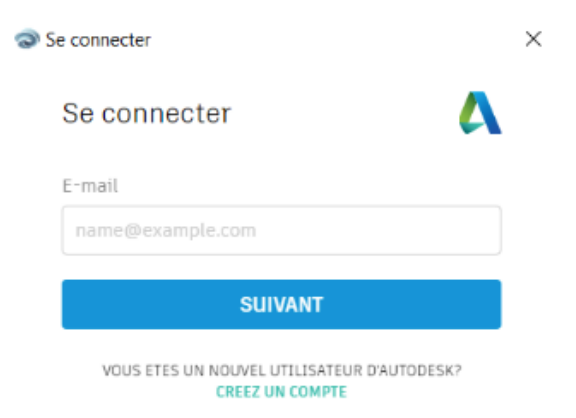 Se connecter
Se connecter
E-mail
name@example.com
SUIVANT
VOUS ETES UN NOUVEL UTILISATEUR D'AUTODESK?
CREEZ UN COMPTE